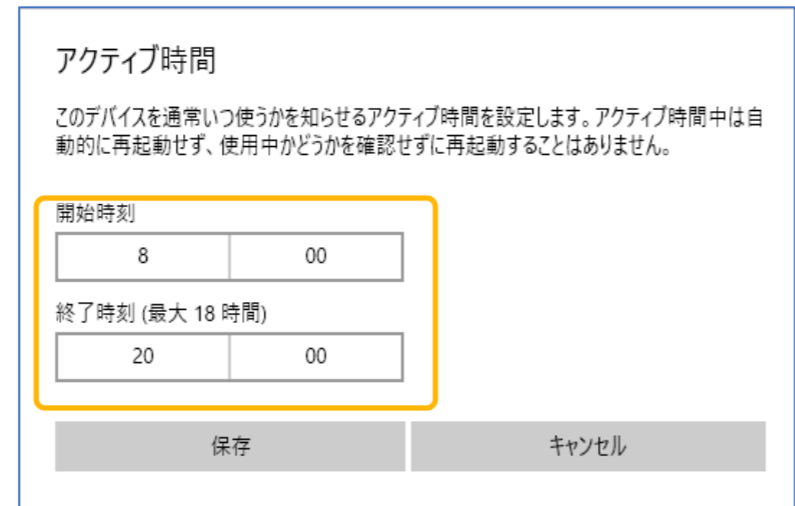 アクティブ時間
このデバイスを通常いつ使うかを知らせるアクティブ時間を設定します。アクティブ時間中は自
動的に再起動せず、使用中かどうかを確認せずに再起動することはありません。
開始時刻
8 00
終了時刻 (最大 18 時間)
20 00
保存 キャンセル